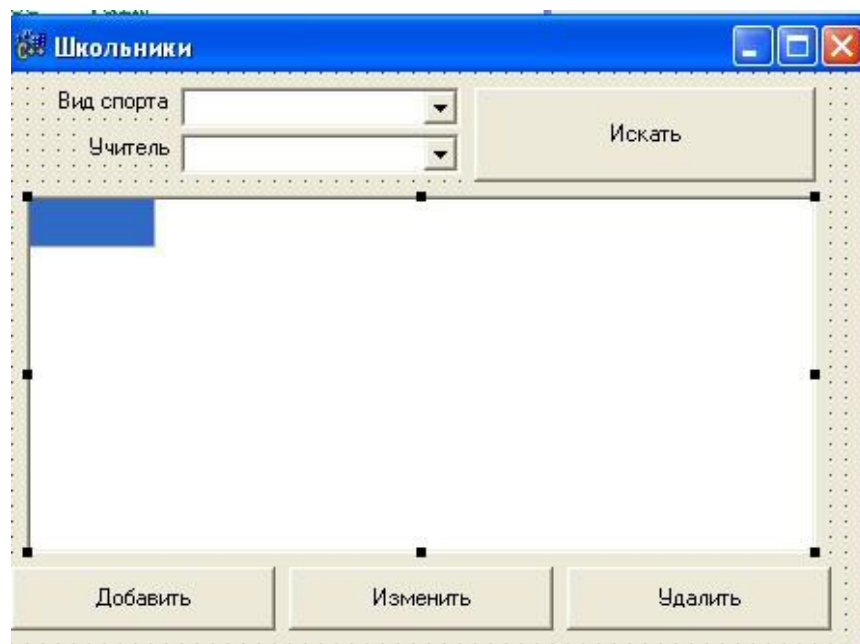 Школьники
Вид спорта
Искать
Учитель
Добавить Изменить Удалить